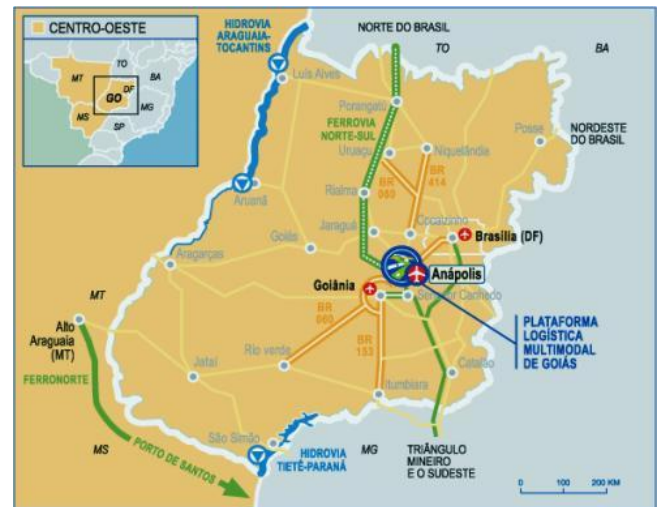 CENTRO-OESTE
MT
TO
BA
DF
GO
MG
MS
SP
HIDROVIA
ARAGUAIA-
TOCANTINS
NORTE DO BRASIL
TO
BA
Luís Alves
Porangatú
FERROVIA
NORTE-SUL
Uruaçu
Niquelândia
Posse
NORDESTE
DO BRASIL
BR
BR
414
Rialma
Aruanã
Jaraguá
Cocalzinho
Goiás
Brasília (DF)
Aragarças
Anápolis
Goiânia
Senador Canhedo
MT
Alto
Araguaia
(MT)
BR
060
BR
153
PLATAFORMA
LOGÍSTICA
MULTIMODAL
DE GOIÁS
FERRONORTE
Jataí
Rio verde
Catalão
Itumbiara
São Simão
MS
PORTO DE SANTOS
HIDROVIA
TIETÊ-PARANÁ
MG
TRIÂNGULO
MINEIRO
E O SUDESTE
0 100 200 KM